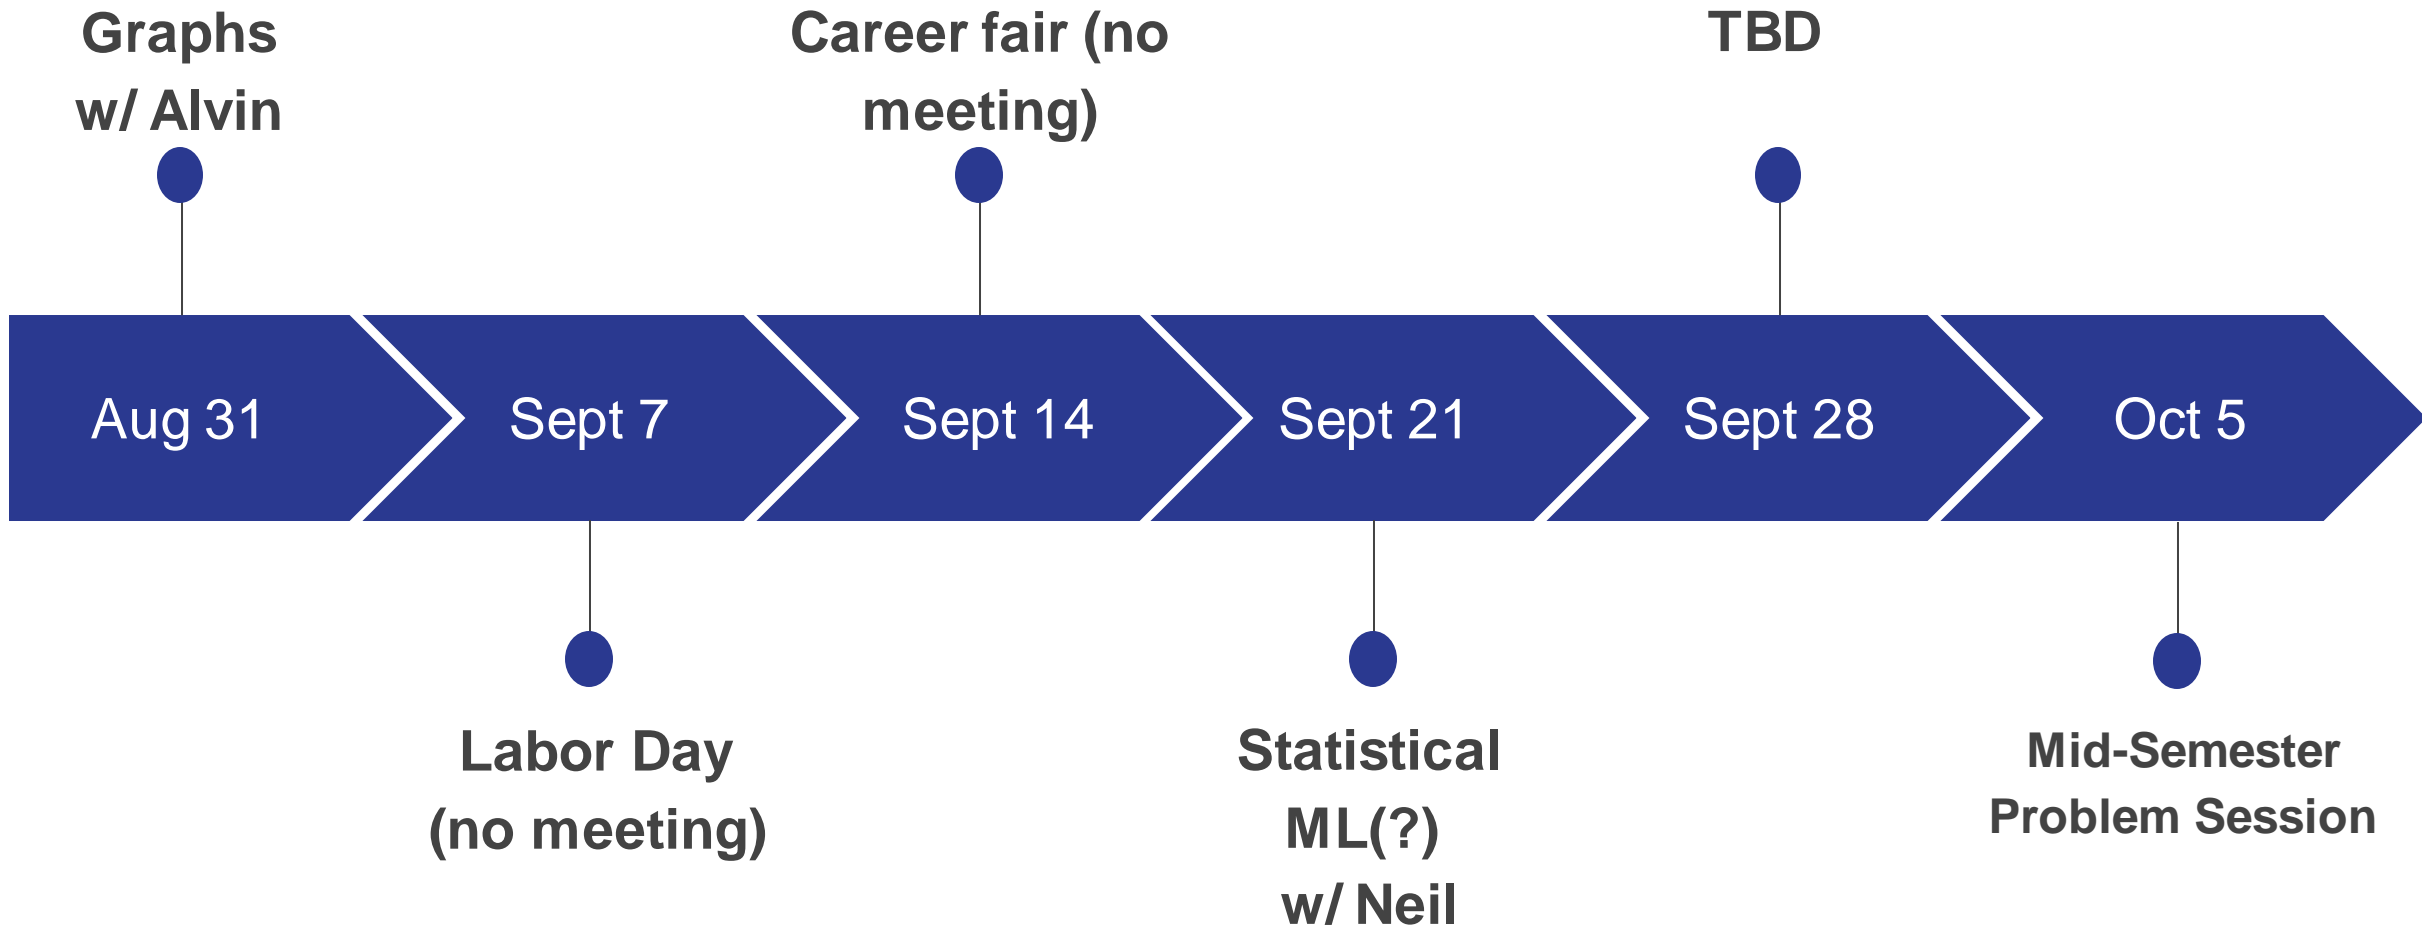 Graphs
w/ Alvin
Career fair (no
meeting)
TBD
Aug 31
Sept 7
Sept 14
Sept 21
Sept 28
Oct 5
Labor Day
(no meeting)
Statistical
ML(?)
w/ Neil
Mid-Semester
Problem Session